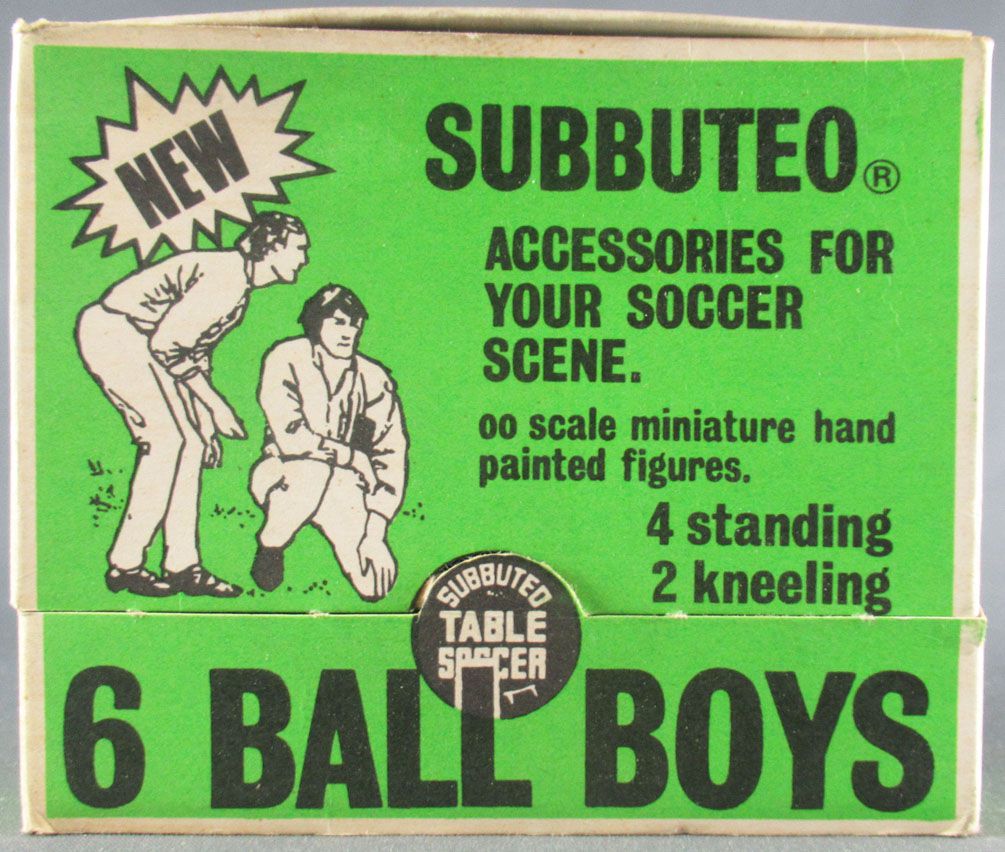 NEW
SUBBUTEO®
ACCESSORIES FOR
YOUR SOCCER
SCENE.
oo scale miniature hand
painted figures.
4 standing
2 kneeling
SUBBUTEO
TABLE
SOCCER
6 BALL BOYS